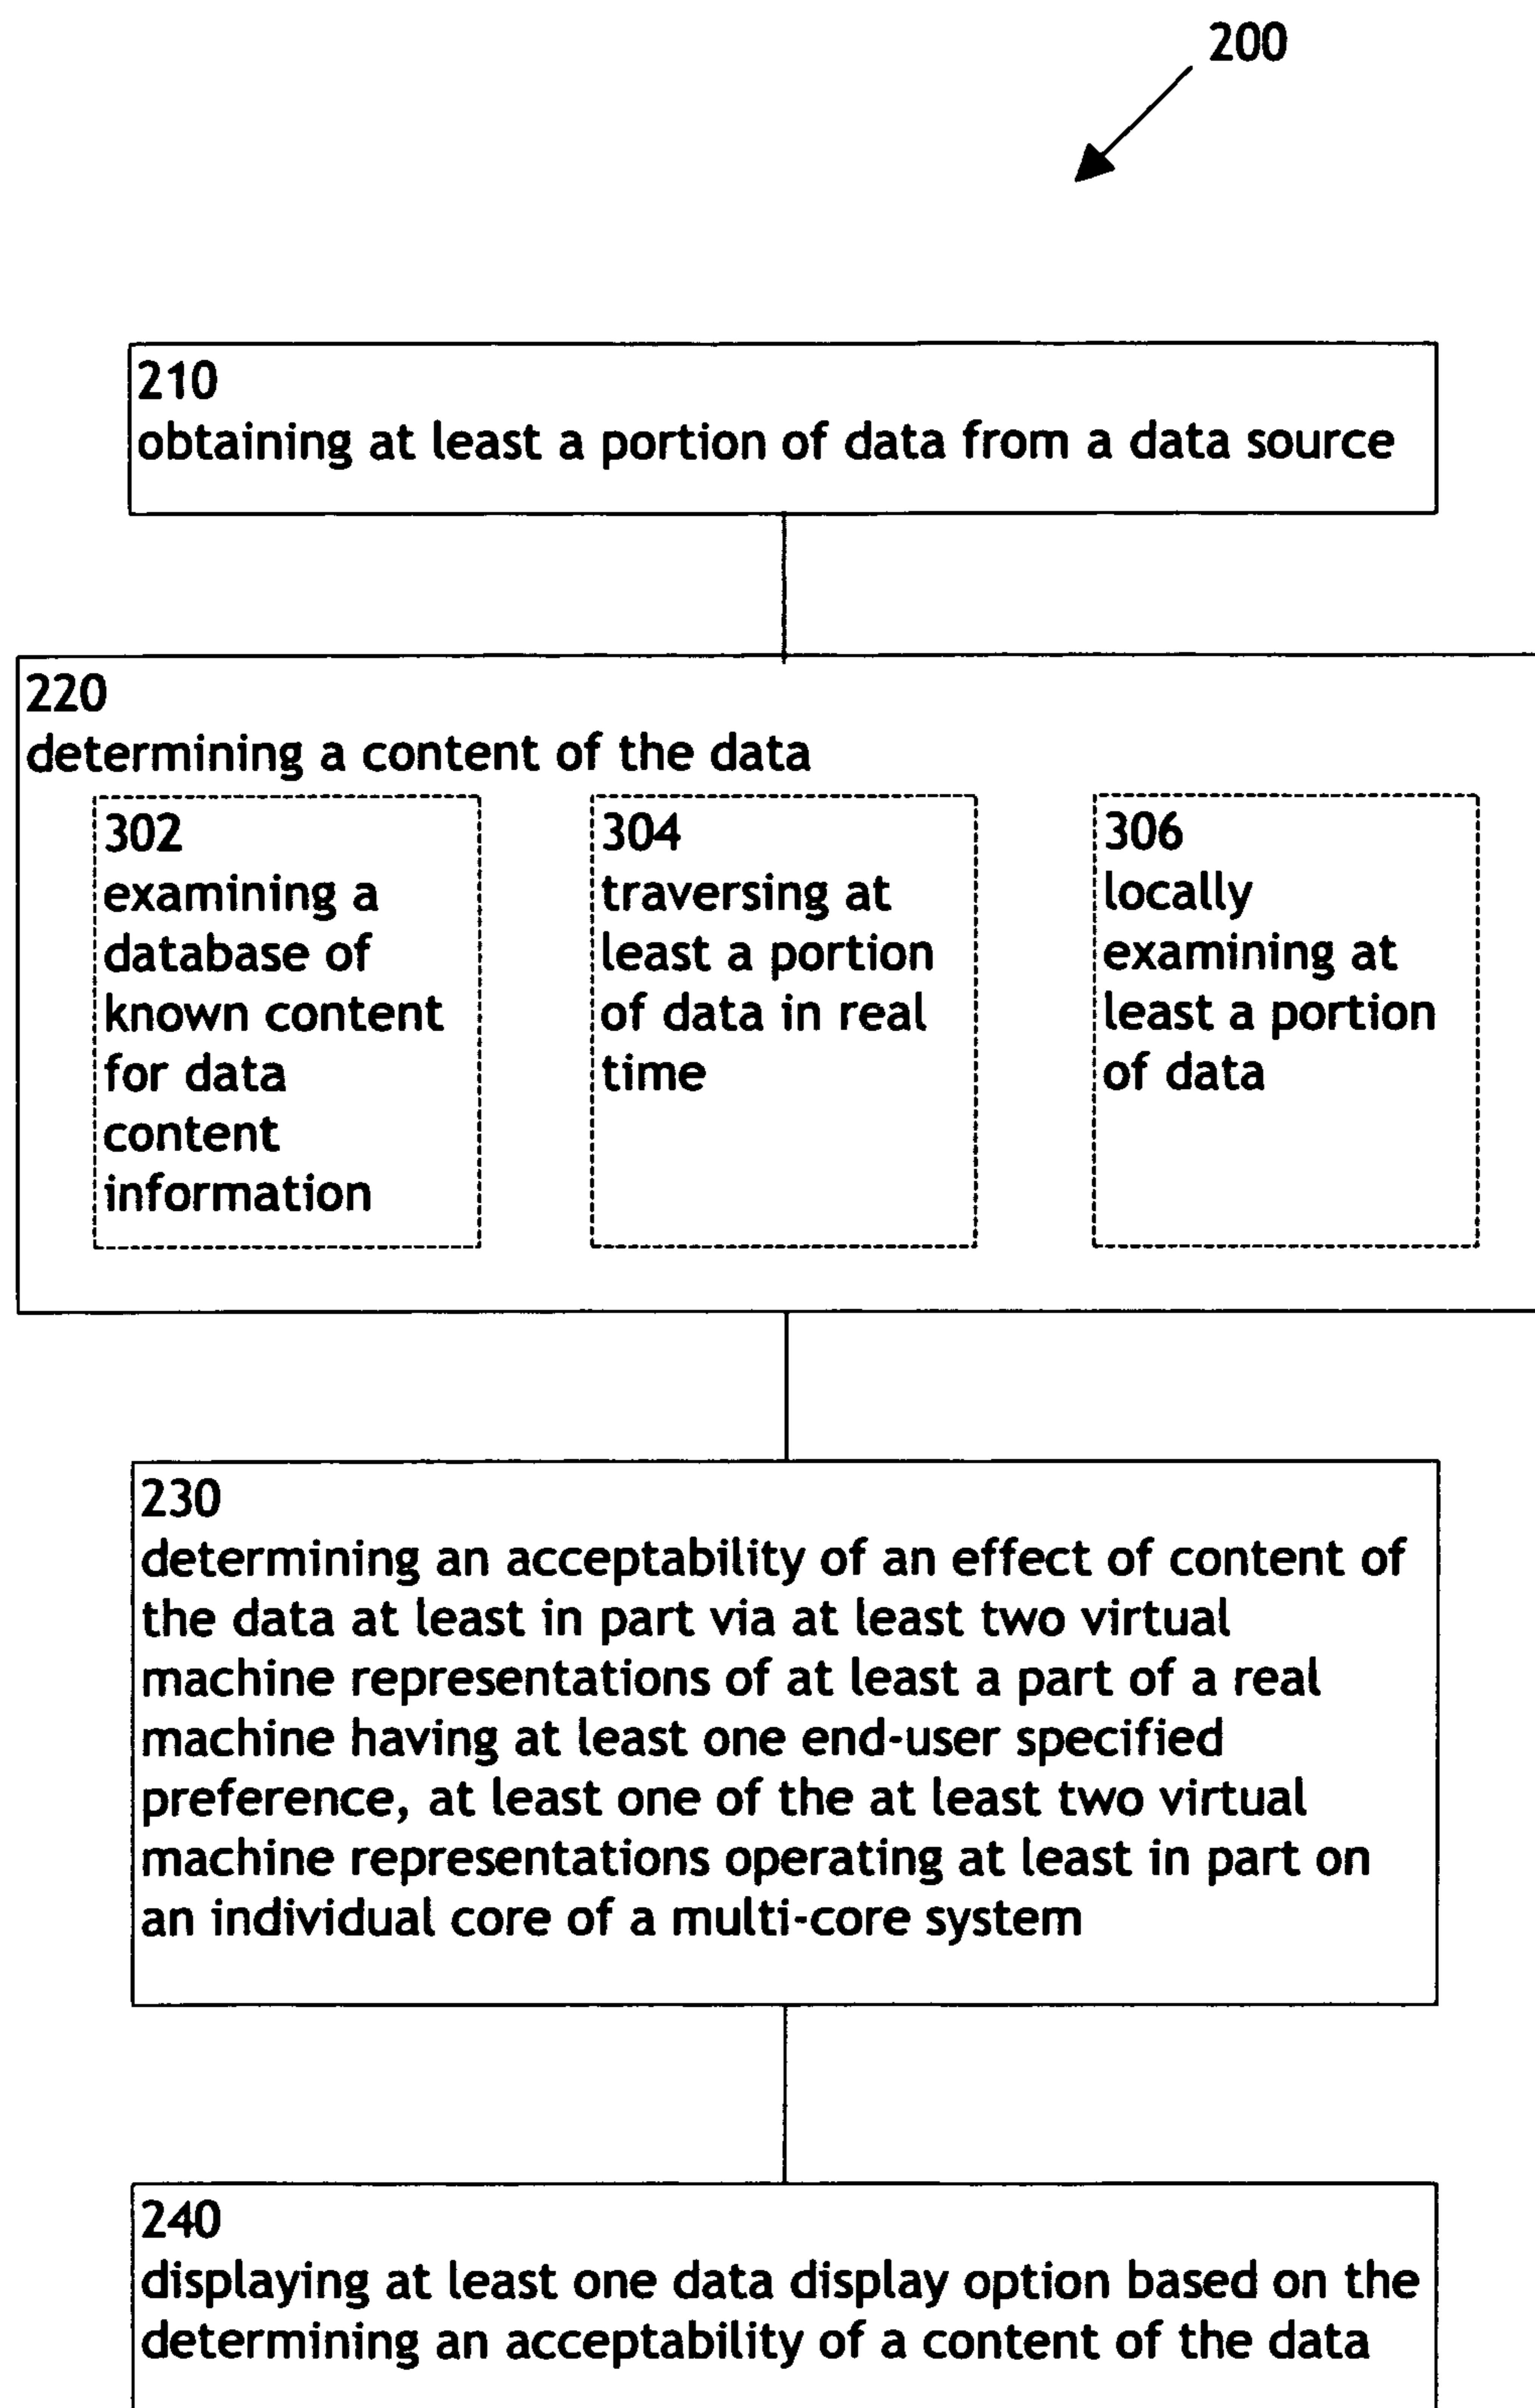 200
210
obtaining at least a portion of data from a data source
220
determining a content of the data
302
examining a
database of
known content
for data
content
information
304
traversing at
least a portion
of data in real
time
306
locally
examining at
least a portion
of data
230
determining an acceptability of an effect of content of
the data at least in part via at least two virtual
machine representations of at least a part of a real
machine having at least one end-user specified
preference, at least one of the at least two virtual
machine representations operating at least in part on
an individual core of a multi-core system
240
displaying at least one data display option based on the
determining an acceptability of a content of the data